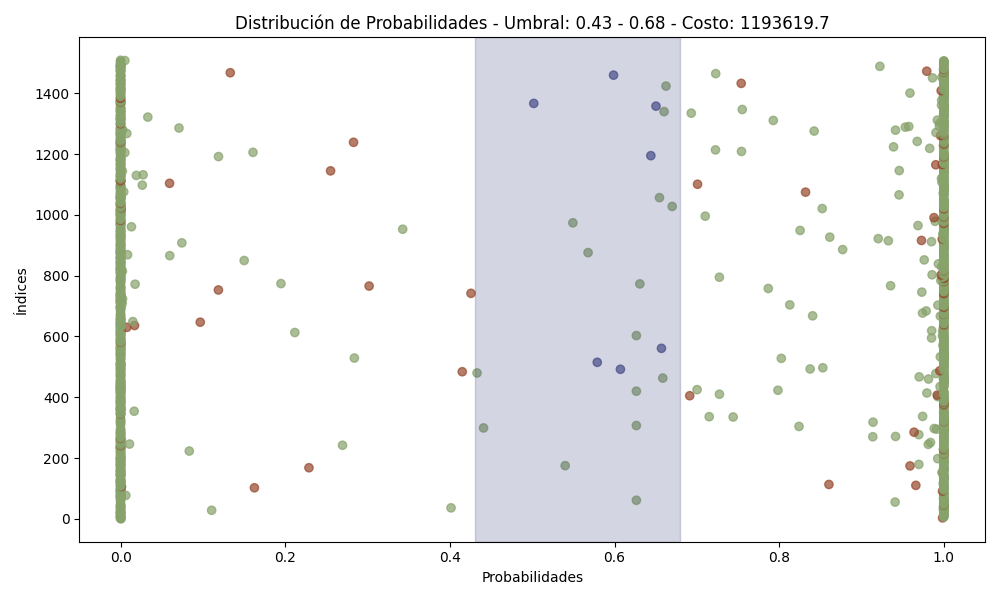 Distribución de Probabilidades - Umbral: 0.43 - 0.68 - Costo: 1193619.7
Índices
1400
1200
1000
800
600
400
200
0
0.0 0.2 0.4 0.6 0.8 1.0
Probabilidades